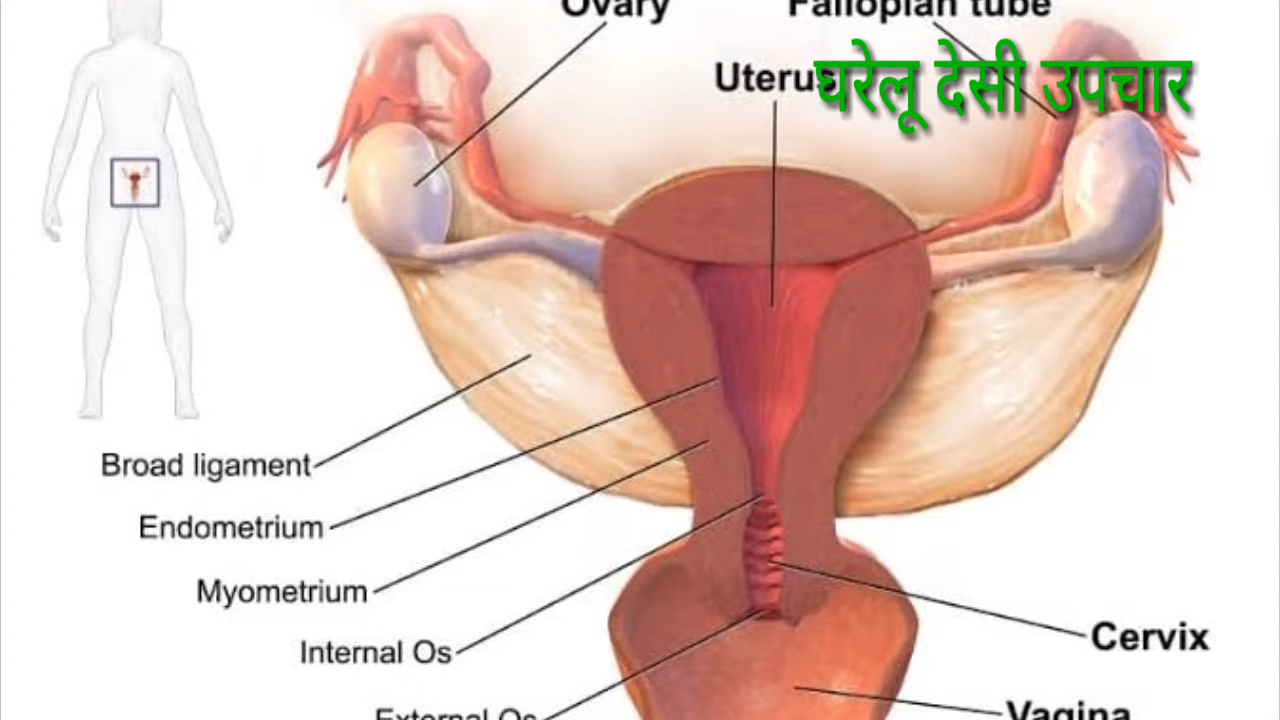 Ovary
Fallopian tube
Uterus
घरेलू देसी उपचार
Broad ligament
Endometrium
Myometrium
Internal Os
Cervix
External Os
Vagina